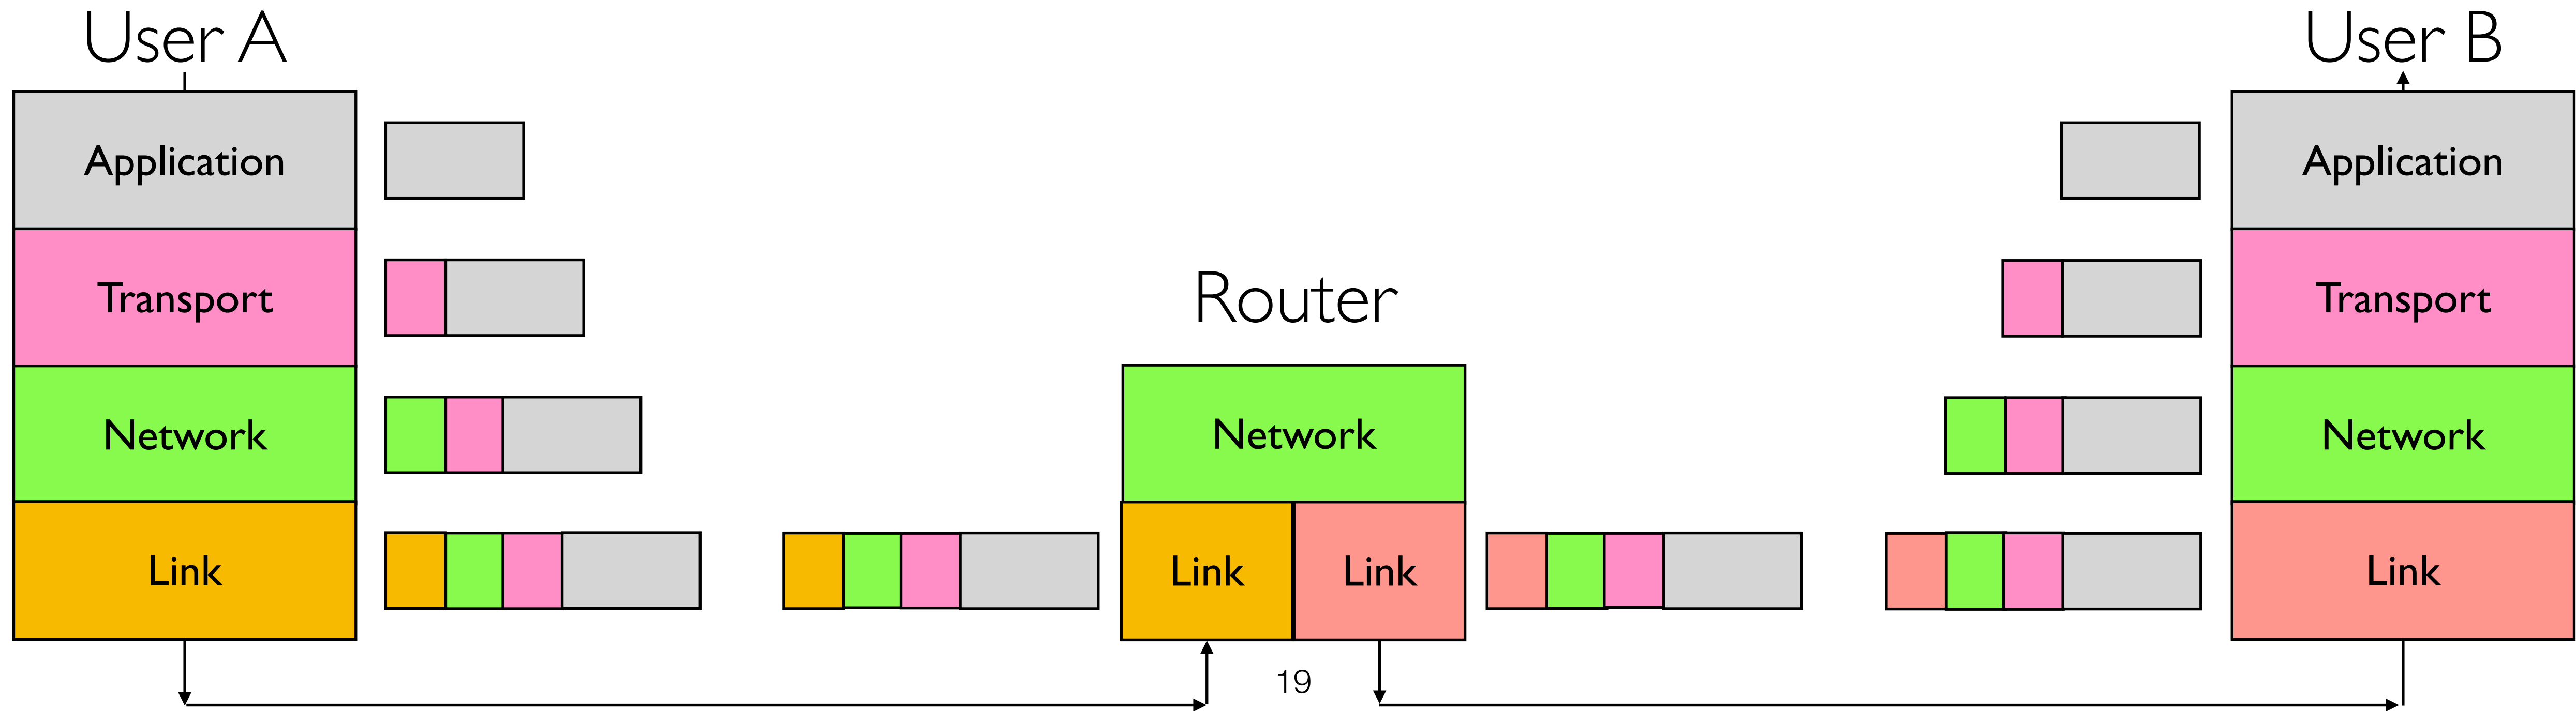 User A
Application
Transport
Network
Link
Router
Network
Link
Link
19
User B
Application
Transport
Network
Link